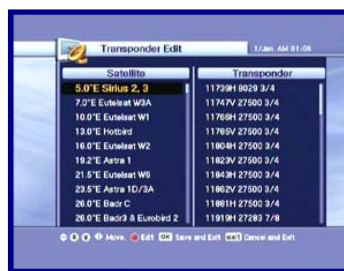 Transponder Edit
1/Jan, AM 01:06
Satellite
Transponder
5.0°E Sirius 2, 3
11739H 8029 3/4
7.0°E Eutelsat W3A
11747V 27500 3/4
10.0°E Eutelsat W1
11766H 27500 3/4
13.0°E Hotbird
11785V 27500 3/4
16.0°E Eutelsat W2
11804H 27500 3/4
19.2°E Astra 1
11823V 27500 3/4
21.5°E Eutelsat W6
11843H 27500 3/4
23.5°E Astra 1D/3A
11862V 27500 3/4
26.0°E Badr C
11881H 27500 3/4
26.0°E Badr3 & Eurobird 2
11919H 27283 7/8
Move. Edit OK Save and Exit EXIT Cancel and Exit